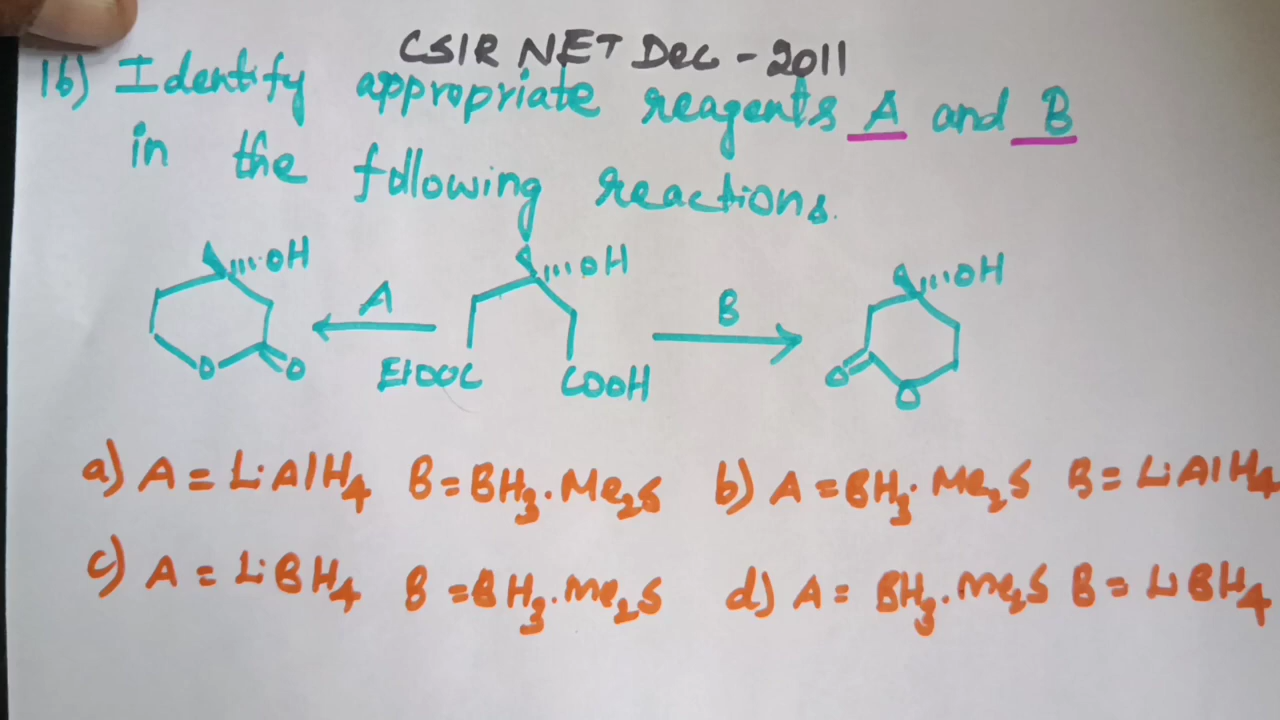 CSIR NET Dec - 2011
16) Identify appropriate reagents A and B
in the following reactions.
OH OH OH
A B
O O EtOOC COOH O O
a) A = LiAlH4 B = BH3.Me2S b) A = BH3.Me2S B = LiAlH4
c) A = LiBH4 B = BH3.Me2S d) A = BH3.Me2S B = LiBH4